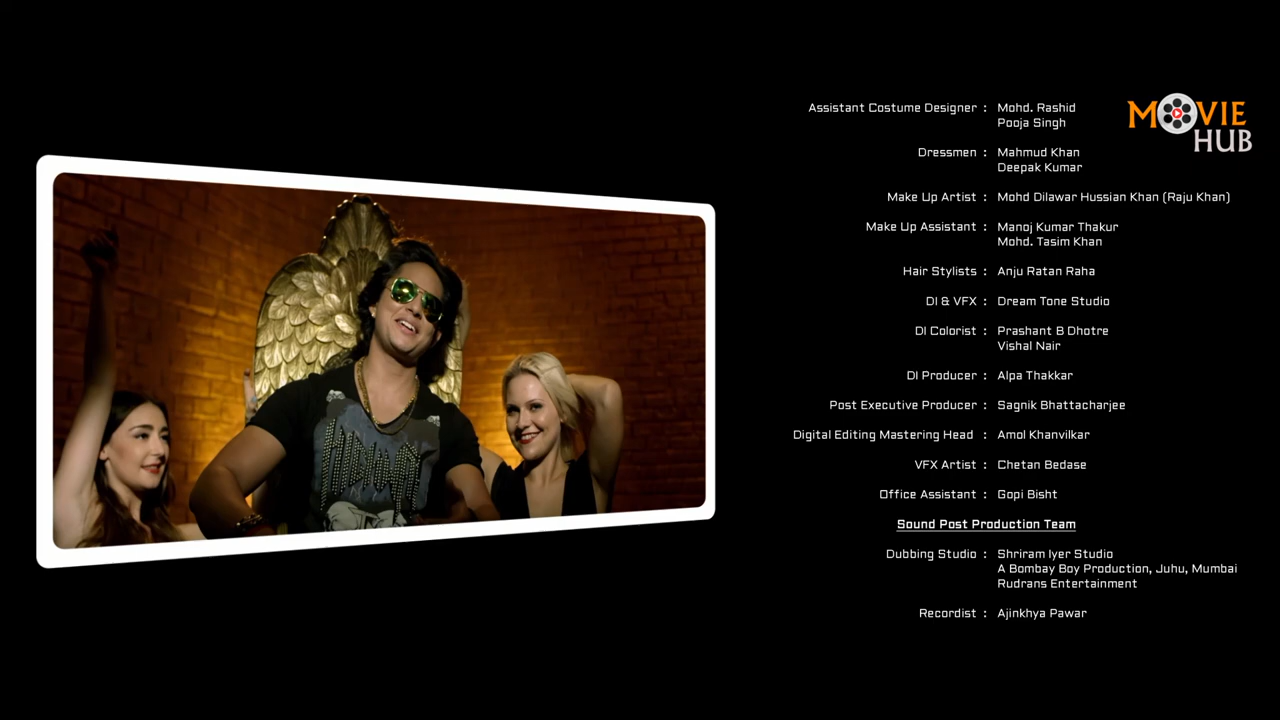 MOVIE
HUB
Assistant Costume Designer : Mohd. Rashid
Pooja Singh
Dressmen : Mahmud Khan
Deepak Kumar
Make Up Artist : Mohd Dilawar Hussian Khan (Raju Khan)
Make Up Assistant : Manoj Kumar Thakur
Mohd. Tasim Khan
Hair Stylists : Anju Ratan Raha
DI & VFX : Dream Tone Studio
DI Colorist : Prashant B Dhotre
Vishal Nair
DI Producer : Alpa Thakkar
Post Executive Producer : Sagnik Bhattacharjee
Digital Editing Mastering Head : Amol Khanvilkar
VFX Artist : Chetan Bedase
Office Assistant : Gopi Bisht
Sound Post Production Team
Dubbing Studio : Shriram Iyer Studio
A Bombay Boy Production, Juhu, Mumbai
Rudrans Entertainment
Recordist : Ajinkhya Pawar